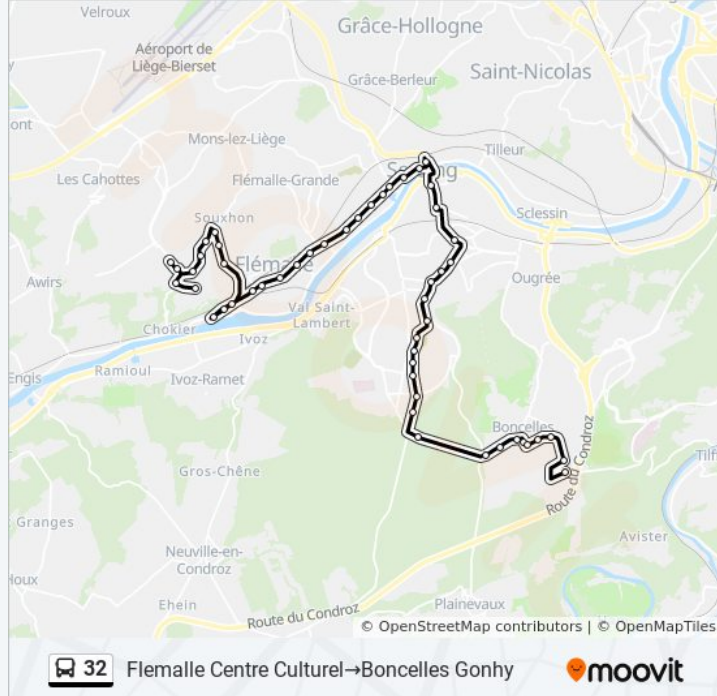 Velroux
Grâce-Hollogne
Aéroport de
Liège-Bierset
Grâce-Berleur
Saint-Nicolas
ont
Mons-lez-Liège
Tilleur
Les Cahottes
Flémalle-Grande
Souxhon
Sclessin
Awirs
Ougrée
Chokier
Val Saint-
Lambert
Ivoz
Engis
Ramioul
Ivoz-Ramet
Boncelles
Route du Condroz
Tilf
Gros-Chêne
Granges
Neuville-en-
Condroz
Avister
Houx
Ehein
Plainevaux
Route du Condroz
© OpenStreetMap contributors | © OpenMapTiles
32 Flemalle Centre Culturel→Boncelles Gonhy
moovit